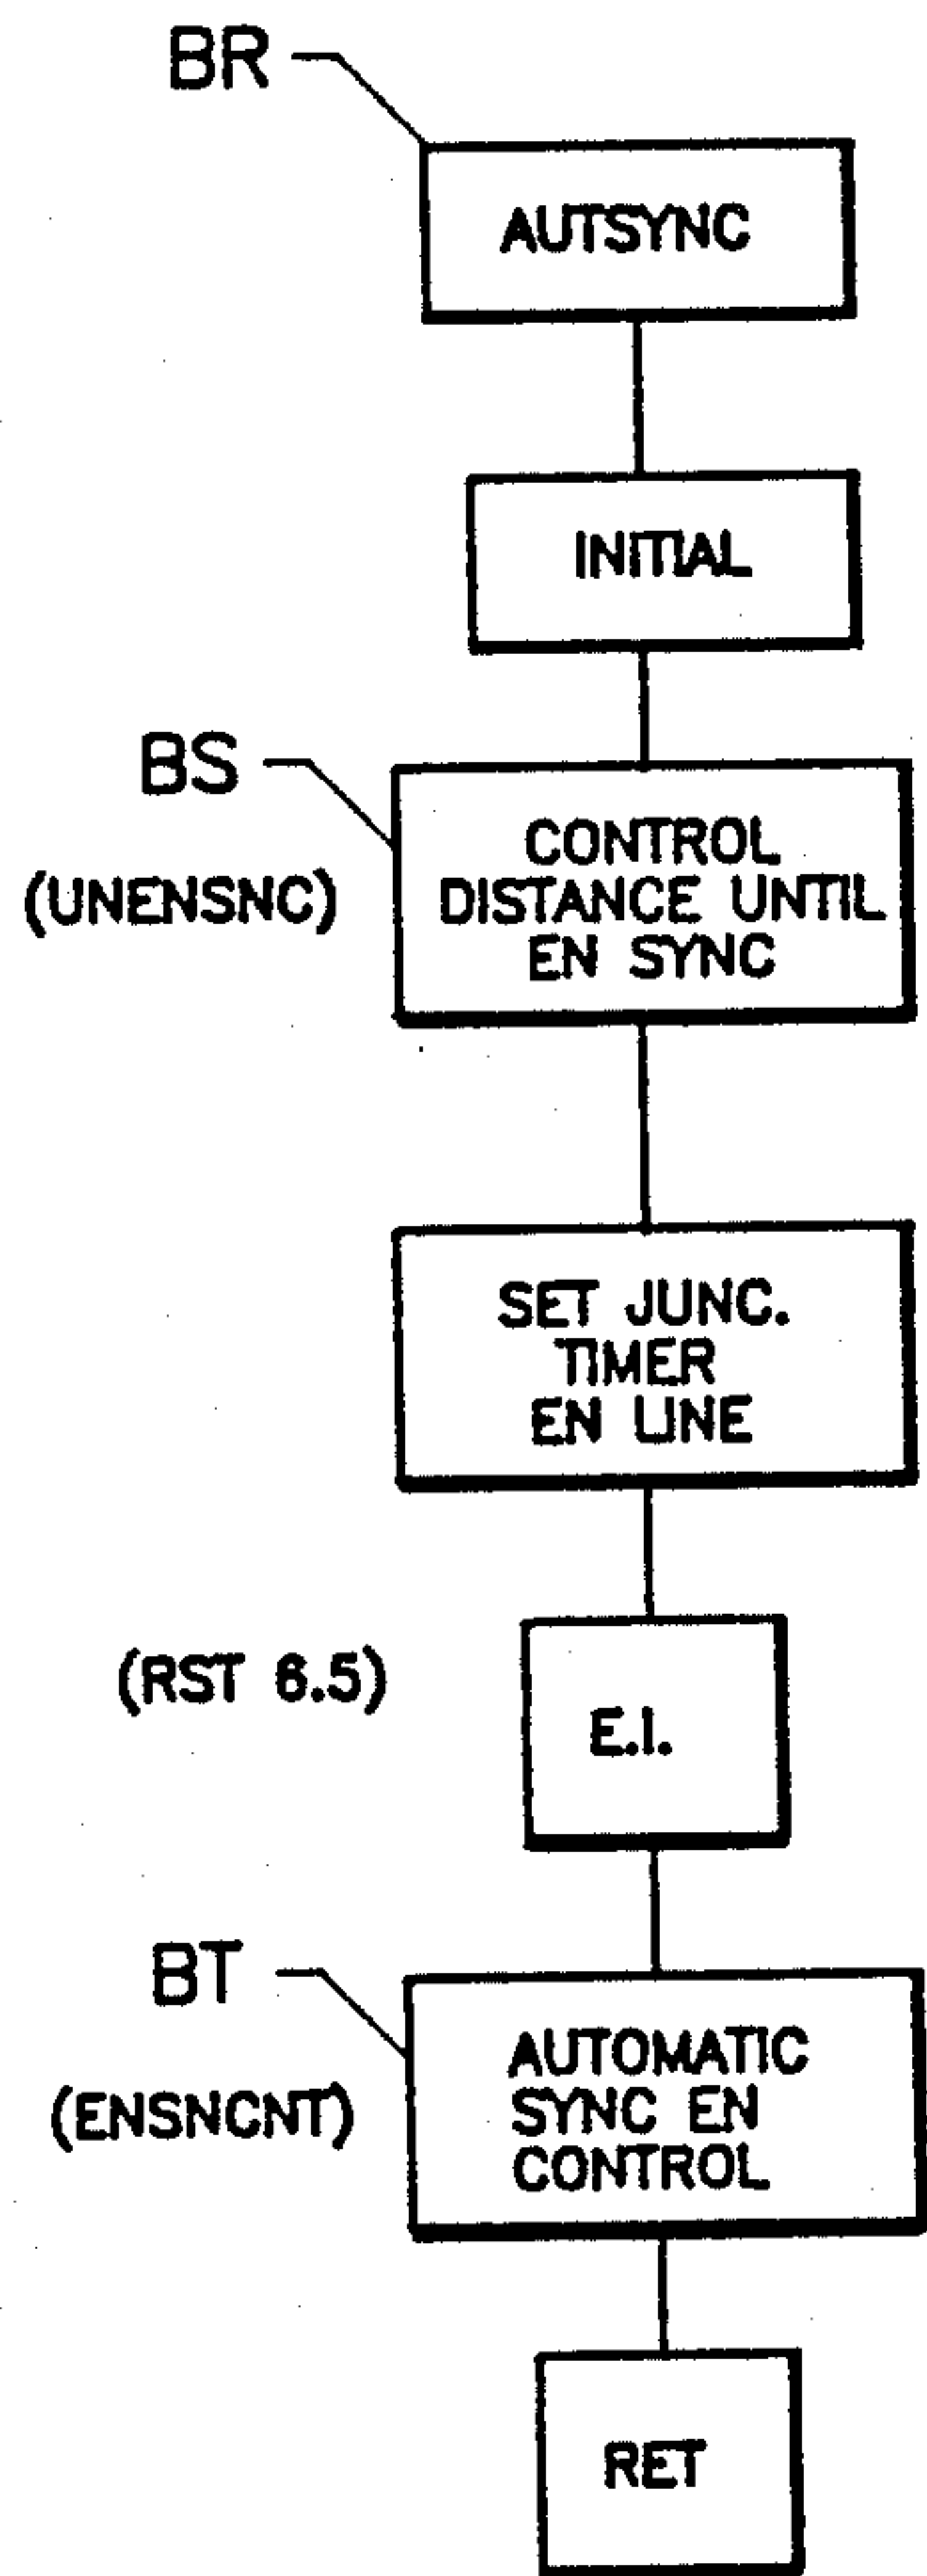 BR
AUTSYNC
INITIAL
BS
(UNENSNC)
CONTROL
DISTANCE UNTIL
EN SYNC
SET JUNC.
TIMER
EN LINE
(RST 6.5)
E.I.
BT
(ENSNCNT)
AUTOMATIC
SYNC EN
CONTROL
RET